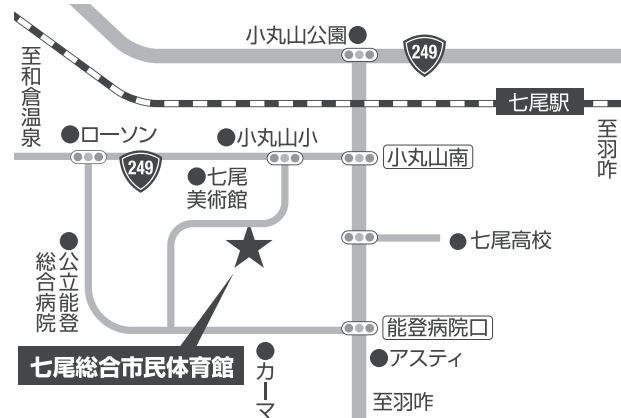 小丸山公園
249
至和倉温泉
七尾駅
至羽咋
ローソン
小丸山小
249
小丸山南
七尾
美術館
公立能登
総合病院
七尾高校
能登病院口
七尾総合市民体育館
カーマ
アスティ
至羽咋